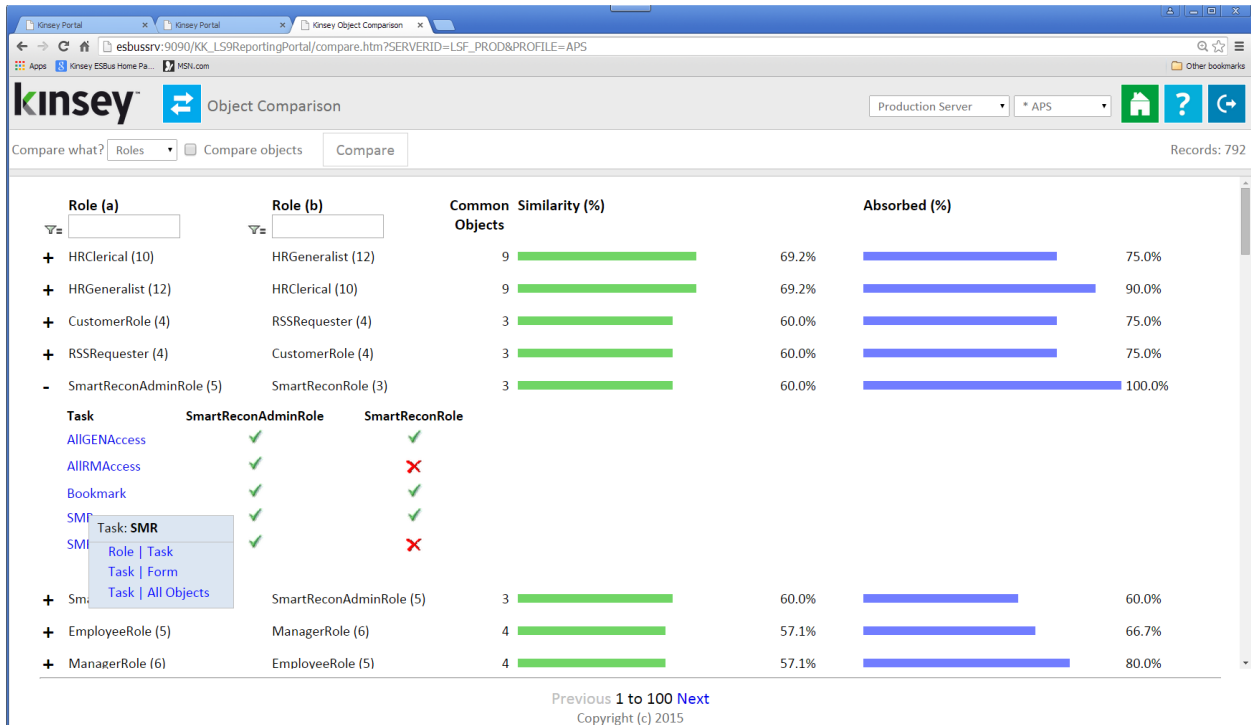 Kinsey Portal × Kinsey Portal × Kinsey Object Comparison ×
esbussrv:9090/KK_LS9ReportingPortal/compare.htm?SERVERID=LSF_PROD&PROFILE=APS
Apps Kinsey ESBus Home Pa... MSN.com Other bookmarks
kinsey Object Comparison Production Server * APS ?
Compare what? Roles Compare objects Compare Records: 792
Role (a) Role (b) Common Objects Similarity (%) Absorbed (%)
+ HRClerical (10) HRGeneralist (12) 9 69.2% 75.0%
+ HRGeneralist (12) HRClerical (10) 9 69.2% 90.0%
+ CustomerRole (4) RSSRequester (4) 3 60.0% 75.0%
+ RSSRequester (4) CustomerRole (4) 3 60.0% 75.0%
- SmartReconAdminRole (5) SmartReconRole (3) 3 60.0% 100.0%
Task SmartReconAdminRole SmartReconRole
AllGENAccess ✓ ✓
AllRMAccess ✓ ✗
Bookmark ✓ ✓
SMR ✓ ✓
Task: SMR
SM ✓ ✗
Role | Task
Task | Form
Task | All Objects
+ Sma SmartReconAdminRole (5) 3 60.0% 60.0%
+ EmployeeRole (5) ManagerRole (6) 4 57.1% 66.7%
+ ManagerRole (6) EmployeeRole (5) 4 57.1% 80.0%
Previous 1 to 100 Next
Copyright (c) 2015